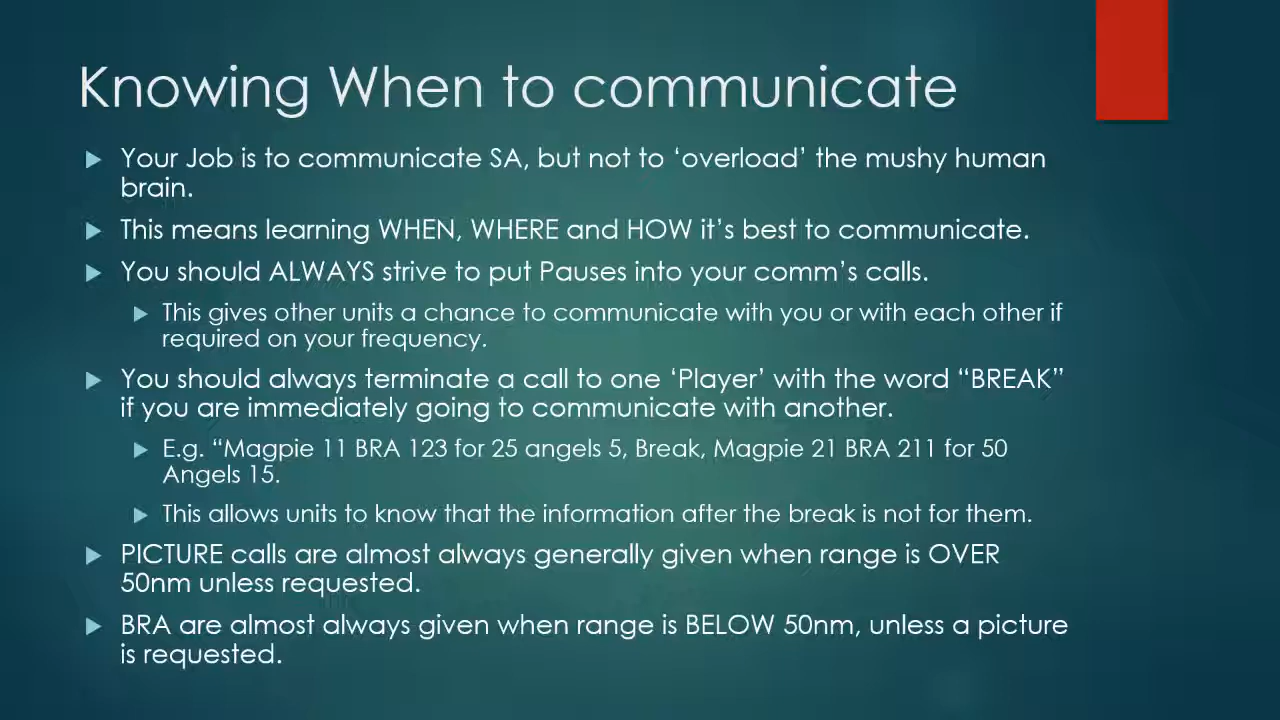 Knowing When to communicate
Your Job is to communicate SA, but not to ‘overload’ the mushy human
brain.
This means learning WHEN, WHERE and HOW it’s best to communicate.
You should ALWAYS strive to put Pauses into your comm’s calls.
This gives other units a chance to communicate with you or with each other if
required on your frequency.
You should always terminate a call to one ‘Player’ with the word “BREAK”
if you are immediately going to communicate with another.
E.g. “Magpie 11 BRA 123 for 25 angels 5, Break, Magpie 21 BRA 211 for 50
Angels 15.
This allows units to know that the information after the break is not for them.
PICTURE calls are almost always generally given when range is OVER
50nm unless requested.
BRA are almost always given when range is BELOW 50nm, unless a picture
is requested.